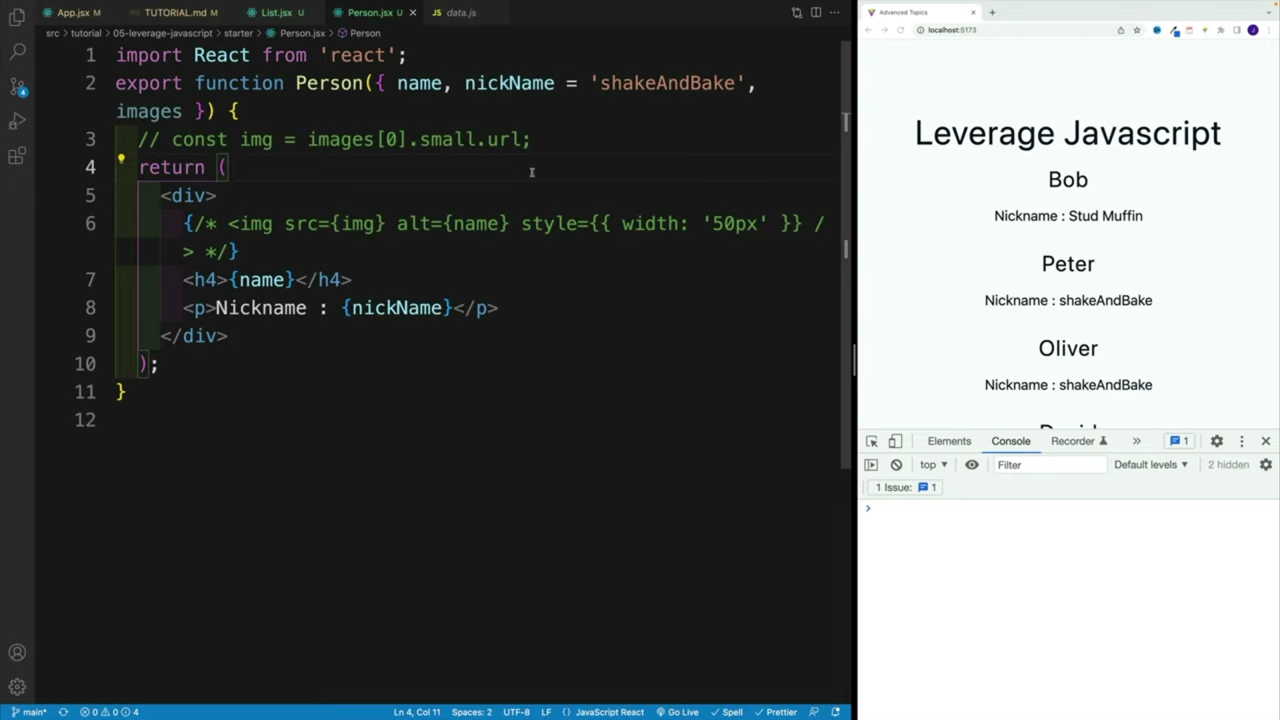 App.jsx M
TUTORIAL.md M
List.jsx U
Person.jsx U
data.js
src › tutorial › 05-leverage-javascript › starter › Person.jsx › Person
1 import React from 'react';
2 export function Person({ name, nickName = 'shakeAndBake',
images }) {
3 // const img = images[0].small.url;
4 return (
5 <div>
6 {/* <img src={img} alt={name} style={{ width: '50px' }} /
> */}
7 <h4>{name}</h4>
8 <p>Nickname : {nickName}</p>
9 </div>
10 );
11 }
12
4
main*
0 0 4
Ln 4, Col 11
Spaces: 2
UTF-8
LF
{} JavaScript React
Go Live
Spell
Prettier
Advanced Topics
localhost:5173
J
Leverage Javascript
Bob
Nickname : Stud Muffin
Peter
Nickname : shakeAndBake
Oliver
Nickname : shakeAndBake
Elements
Console
Recorder
1
top
Filter
Default levels
2 hidden
1 Issue: 1